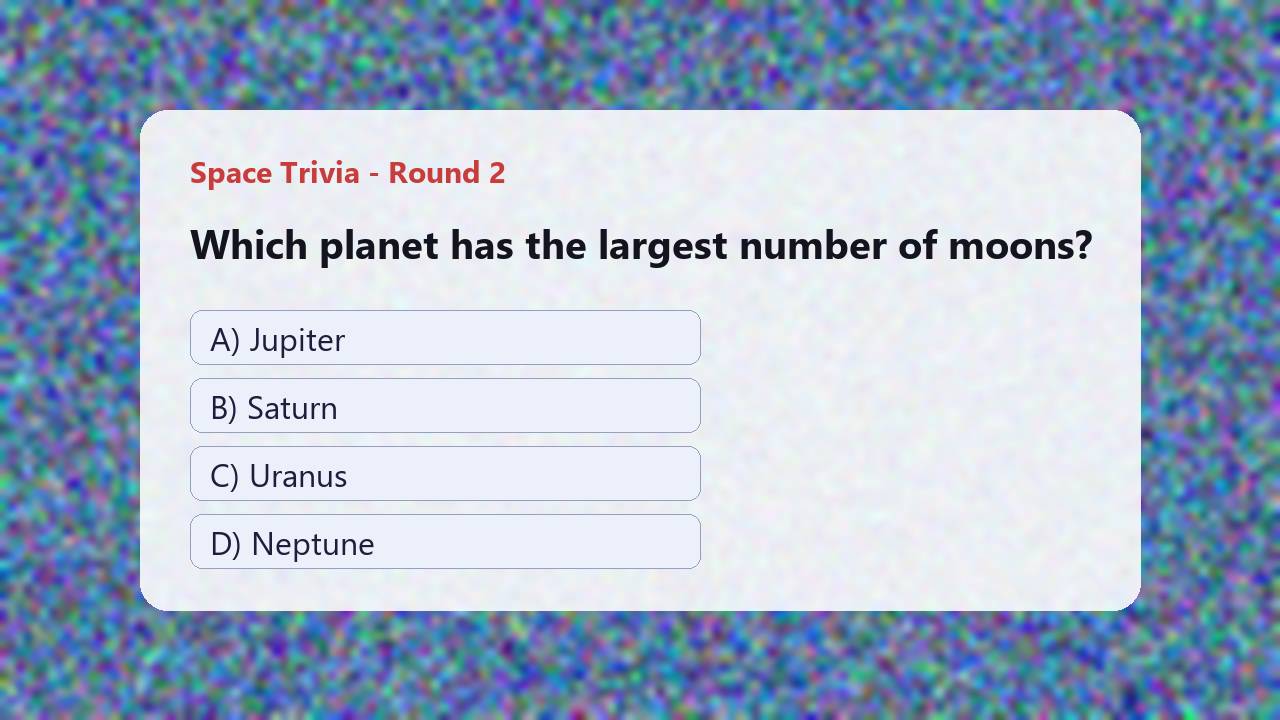 Space Trivia - Round 2
Which planet has the largest number of moons?
A) Jupiter
B) Saturn
C) Uranus
D) Neptune